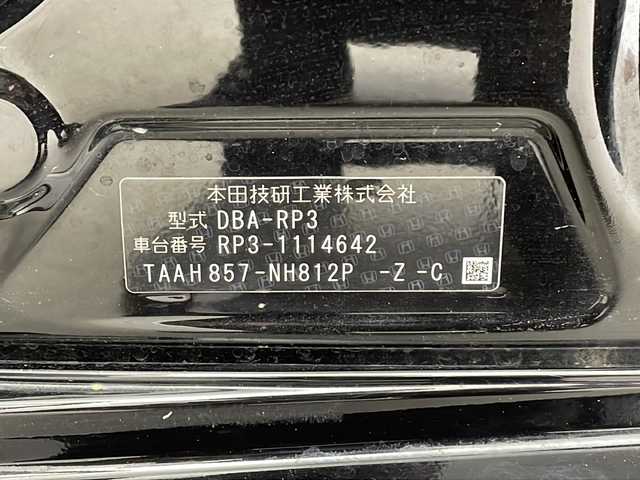 本田技研工業株式会社
型式 DBA-RP3
車台番号 RP3-1114642
TAAH857-NH812P -Z -C